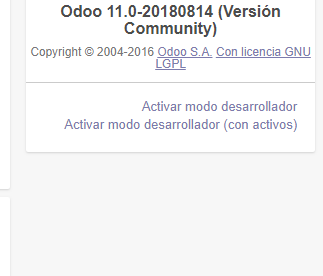 Odoo 11.0-20180814 (Versión
Community)
Copyright © 2004-2016 Odoo S.A. Con licencia GNU
LGPL
Activar modo desarrollador
Activar modo desarrollador (con activos)